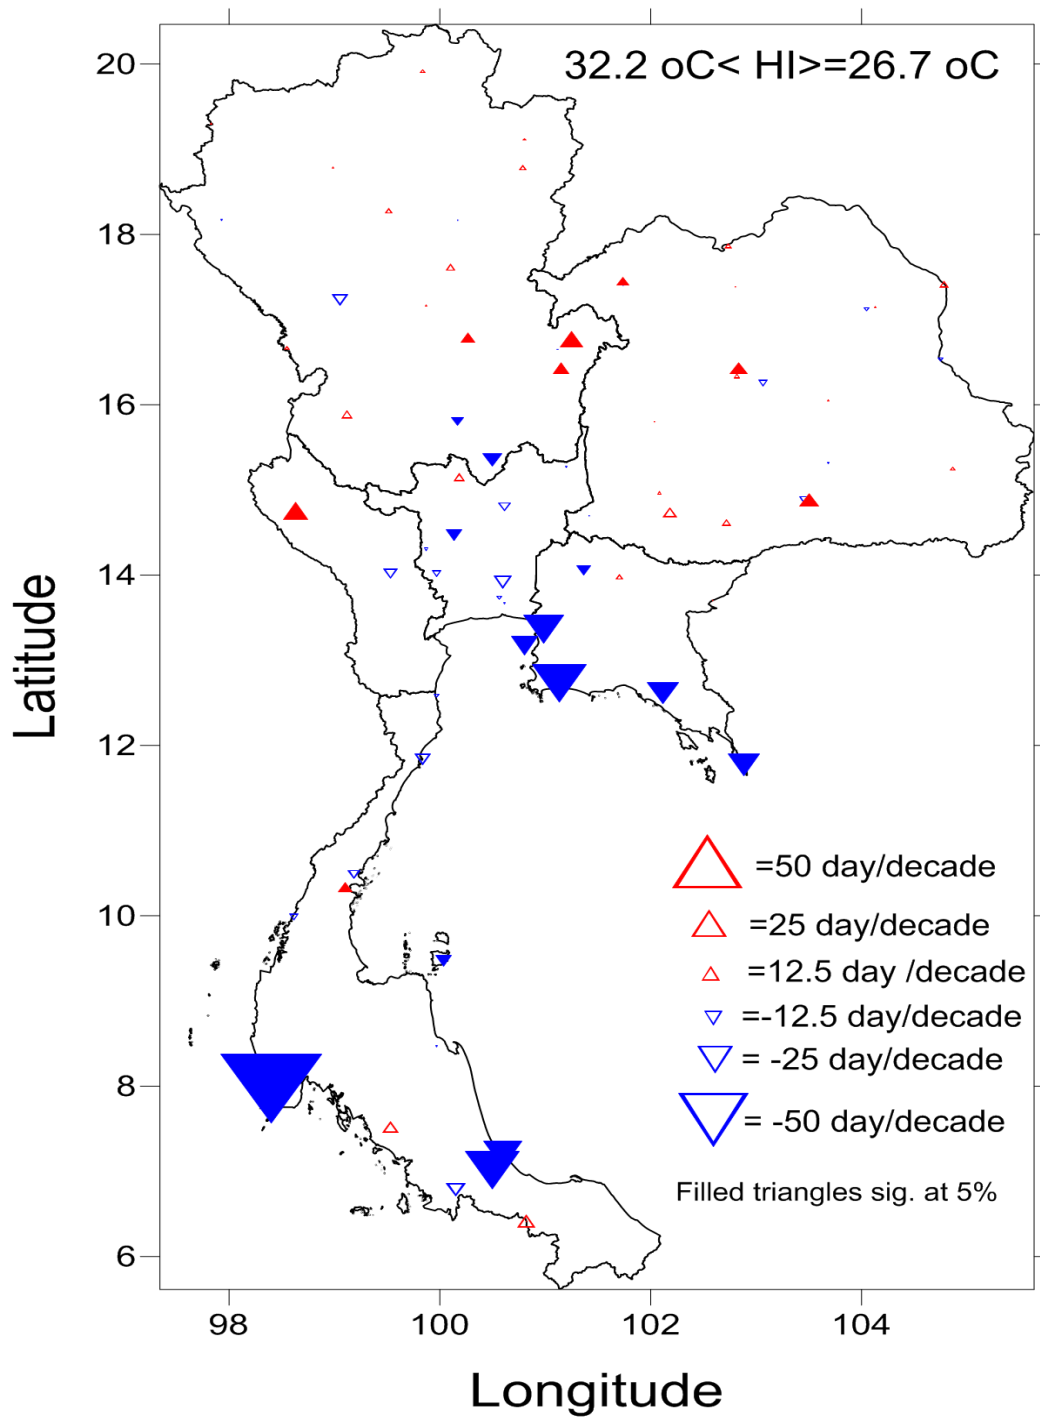 32.2 oC< HI>=26.7 oC
20
18
16
14
12
10
8
6
Latitude
=50 day/decade
=25 day/decade
=12.5 day /decade
=-12.5 day/decade
= -25 day/decade
= -50 day/decade
Filled triangles sig. at 5%
98
100
102
104
Longitude